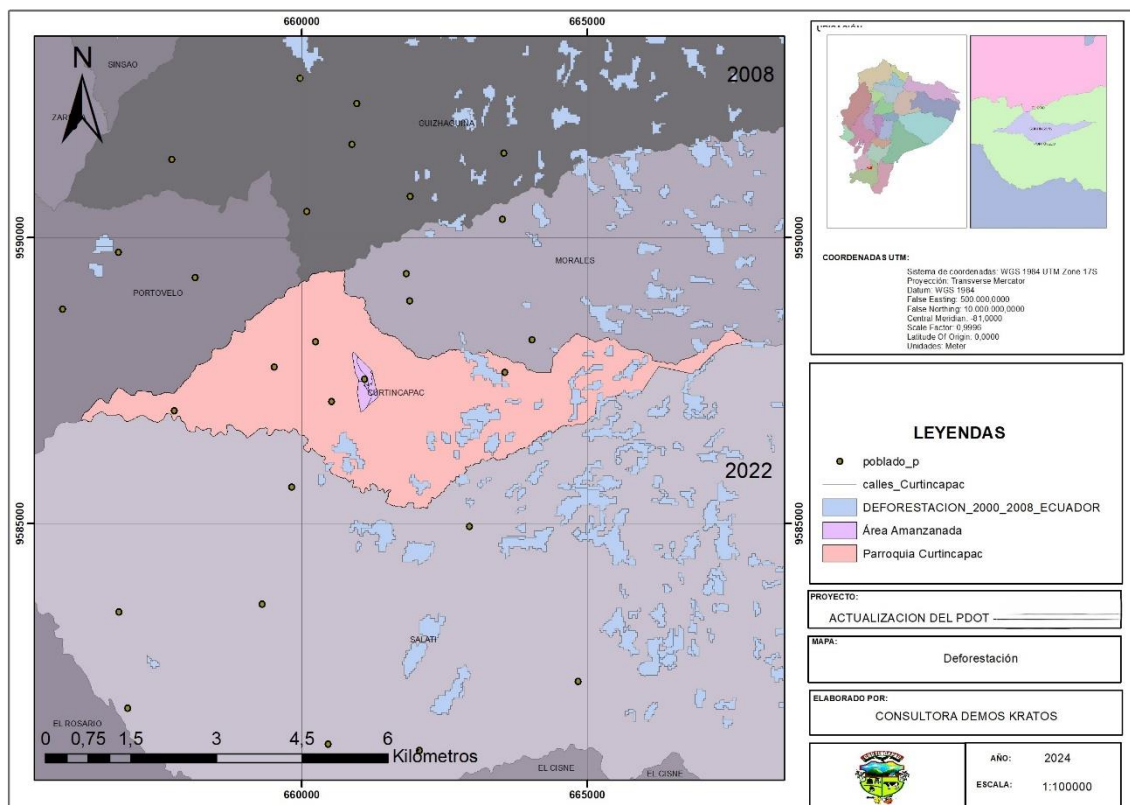 660000
665000
N
SINSAO
2008
GUIZHAGUIÑA
9590000
9590000
MORALES
PORTOVELO
CURTINCAPAC
2022
9585000
9585000
SALATI
EL ROSARIO
0 0,75 1,5 3 4,5 6
Kilómetros
EL CISNE
EL CISNE
660000
665000
COORDENADAS UTM:
Sistema de coordenadas: WGS 1984 UTM Zone 17S
Proyección: Transverse Mercator
Datum: WGS 1984
False Easting: 500.000,0000
False Northing: 10.000.000,0000
Central Meridian: -81,0000
Scale Factor: 0,9996
Latitude Of Origin: 0,0000
Unidades: Meter
LEYENDAS
poblado_p
calles_Curtincapac
DEFORESTACION_2000_2008_ECUADOR
Área Amanzanada
Parroquia Curtincapac
PROYECTO:
ACTUALIZACION DEL PDOT
MAPA:
Deforestación
ELABORADO POR:
CONSULTORA DEMOS KRATOS
AÑO: 2024
ESCALA: 1:100000